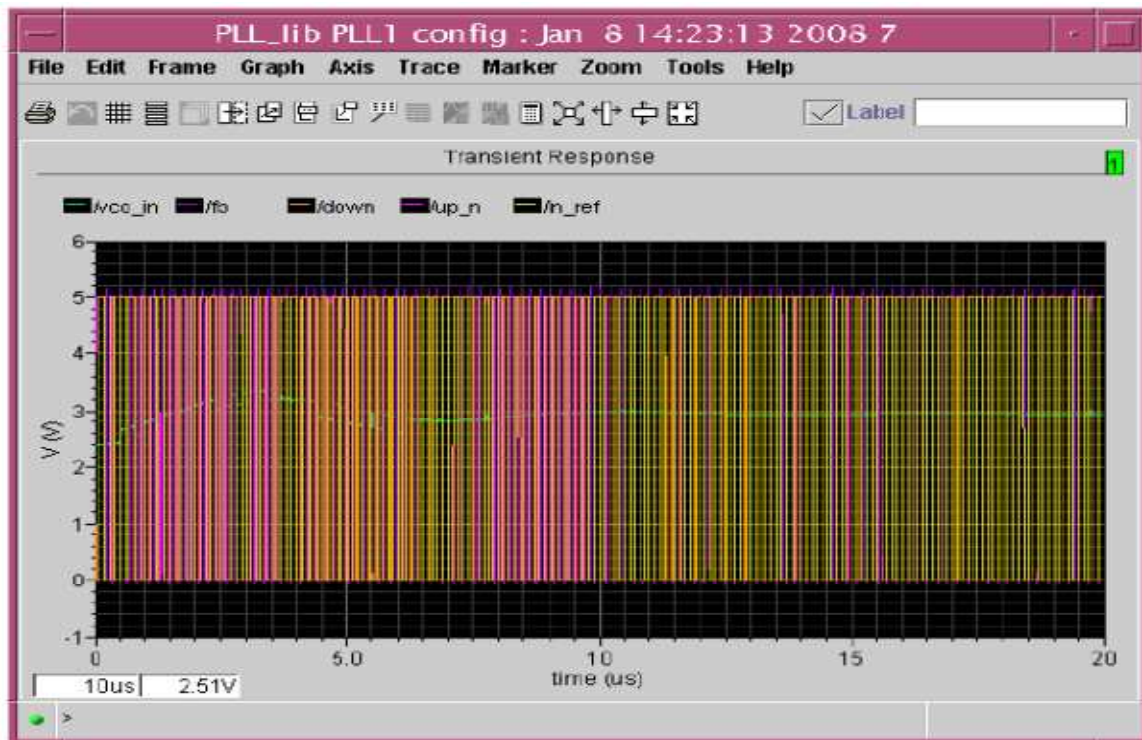 PLL_lib PLL1 config : Jan 8 14:23:13 2008 7
File Edit Frame Graph Axis Trace Marker Zoom Tools Help
Label
Transient Response
1
/vco_in /fb /down /up_n /in_ref
6
5
4
3
2
1
0
-1
V (V)
0 5.0 10 15 20
time (us)
10us 2.51V
>